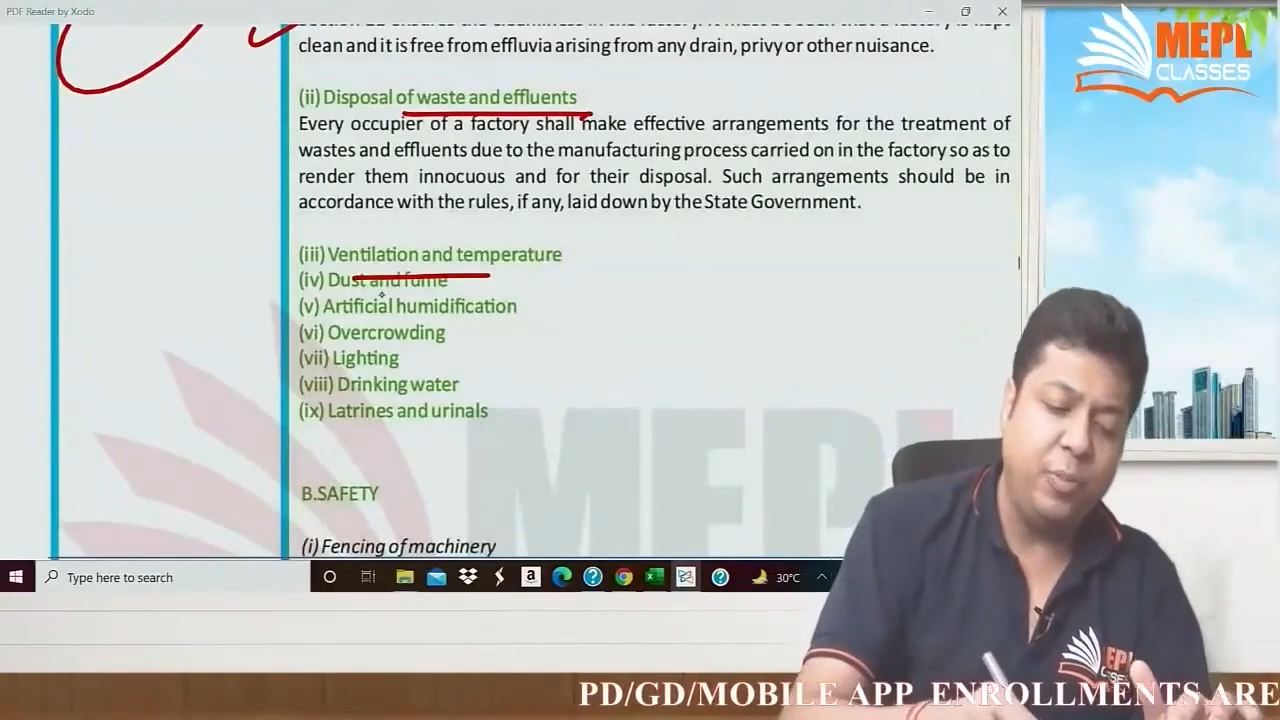 PDF Reader by Xodo
MEPL
CLASSES
clean and it is free from effluvia arising from any drain, privy or other nuisance.
(ii) Disposal of waste and effluents
Every occupier of a factory shall make effective arrangements for the treatment of
wastes and effluents due to the manufacturing process carried on in the factory so as to
render them innocuous and for their disposal. Such arrangements should be in
accordance with the rules, if any, laid down by the State Government.
(iii) Ventilation and temperature
(iv) Dust and fume
(v) Artificial humidification
(vi) Overcrowding
(vii) Lighting
(viii) Drinking water
(ix) Latrines and urinals
MEPL
B.SAFETY
(i) Fencing of machinery
Type here to search
30°C
PD/GD/MOBILE APP ENROLLMENTS ARE